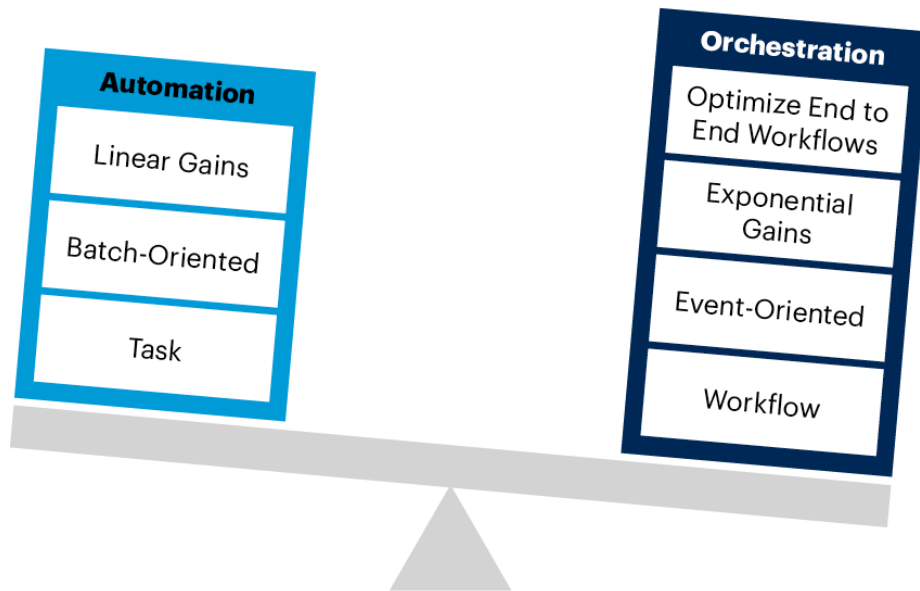 Automation
Linear Gains
Batch-Oriented
Task
Orchestration
Optimize End to
End Workflows
Exponential
Gains
Event-Oriented
Workflow